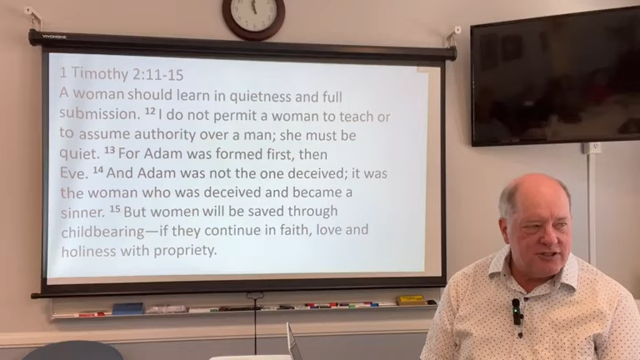 1 Timothy 2:11-15
A woman should learn in quietness and full
submission. ¹² I do not permit a woman to teach or
to assume authority over a man; she must be
quiet. ¹³ For Adam was formed first, then
Eve. ¹⁴ And Adam was not the one deceived; it was
the woman who was deceived and became a
sinner. ¹⁵ But women will be saved through
childbearing—if they continue in faith, love and
holiness with propriety.